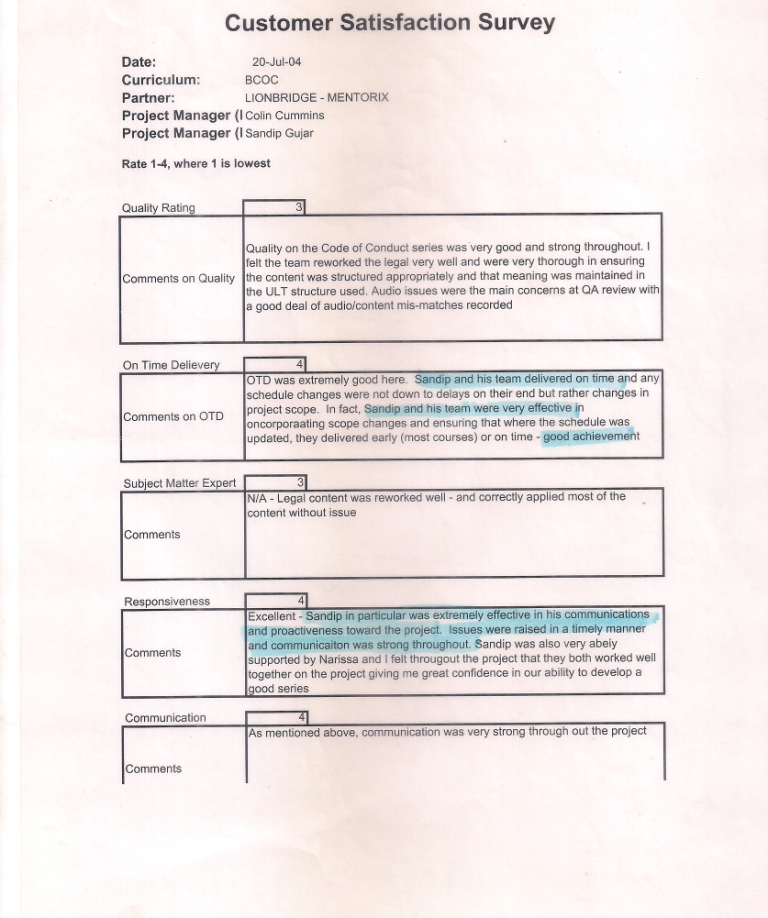 Customer Satisfaction Survey
Date: 20-Jul-04
Curriculum: BCOC
Partner: LIONBRIDGE - MENTORIX
Project Manager (I Colin Cummins
Project Manager (I Sandip Gujar
Rate 1-4, where 1 is lowest
Quality Rating 3
Comments on Quality
Quality on the Code of Conduct series was very good and strong throughout. I
felt the team reworked the legal very well and were very thorough in ensuring
the content was structured appropriately and that meaning was maintained in
the ULT structure used. Audio issues were the main concerns at QA review with
a good deal of audio/content mis-matches recorded
On Time Delievery 4
Comments on OTD
OTD was extremely good here. Sandip and his team delivered on time and any
schedule changes were not down to delays on their end but rather changes in
project scope. In fact, Sandip and his team were very effective in
oncorporaating scope changes and ensuring that where the schedule was
updated, they delivered early (most courses) or on time - good achievement
Subject Matter Expert 3
Comments
N/A - Legal content was reworked well - and correctly applied most of the
content without issue
Responsiveness 4
Comments
Excellent - Sandip in particular was extremely effective in his communications
and proactiveness toward the project. Issues were raised in a timely manner
and communicaiton was strong throughout. Sandip was also very abely
supported by Narissa and I felt througout the project that they both worked well
together on the project giving me great confidence in our ability to develop a
good series
Communication 4
Comments
As mentioned above, communication was very strong through out the project